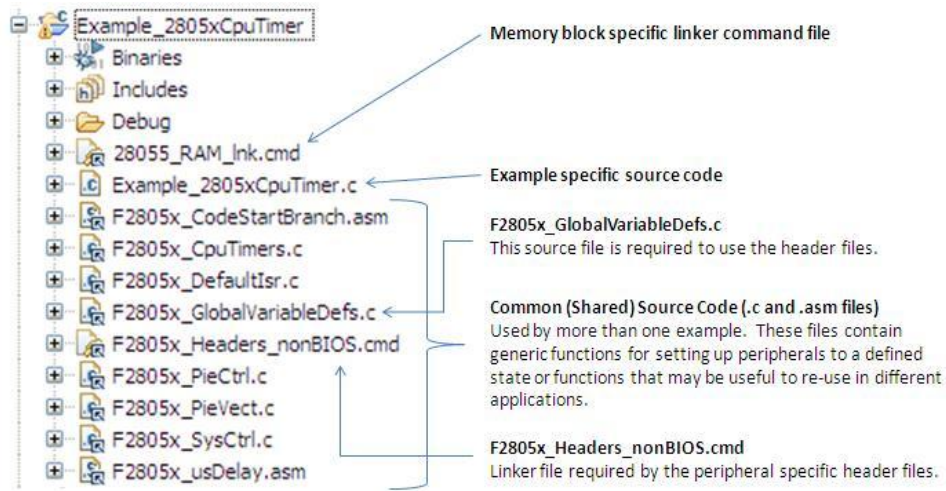 Example_2805xCpuTimer
Binaries
Includes
Debug
28055_RAM_lnk.cmd
Example_2805xCpuTimer.c
F2805x_CodeStartBranch.asm
F2805x_CpuTimers.c
F2805x_DefaultIsr.c
F2805x_GlobalVariableDefs.c
F2805x_Headers_nonBIOS.cmd
F2805x_PieCtrl.c
F2805x_PieVect.c
F2805x_SysCtrl.c
F2805x_usDelay.asm
Memory block specific linker command file
Example specific source code
F2805x_GlobalVariableDefs.c
This source file is required to use the header files.
Common (Shared) Source Code (.c and .asm files)
Used by more than one example. These files contain
generic functions for setting up peripherals to a defined
state or functions that may be useful to re-use in different
applications.
F2805x_Headers_nonBIOS.cmd
Linker file required by the peripheral specific header files.